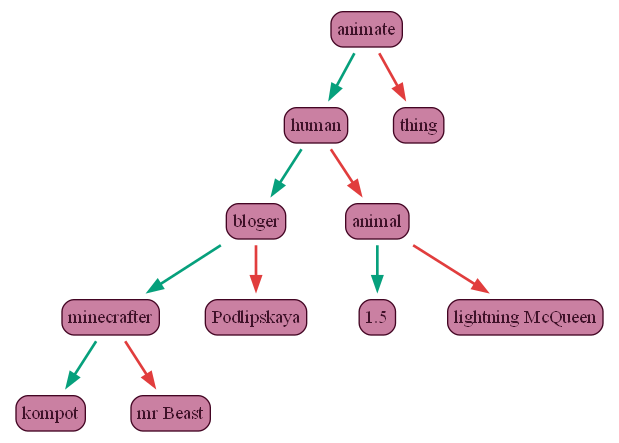 animate
human
thing
bloger
animal
minecrafter
Podlipskaya
1.5
lightning McQueen
kompot
mr Beast